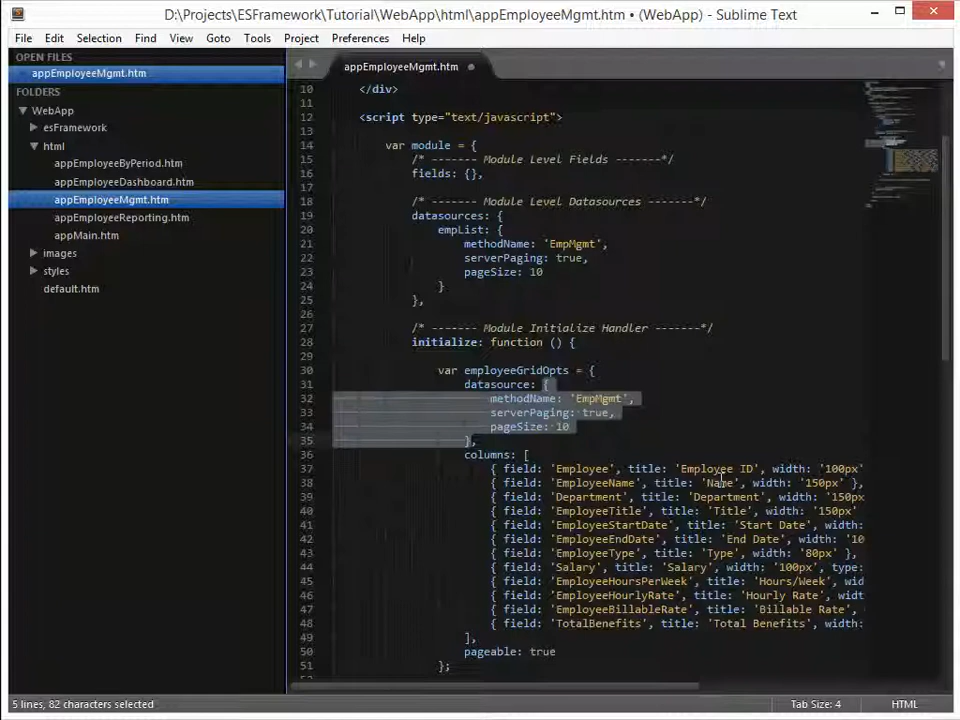 D:\Projects\ESFramework\Tutorial\WebApp\html\appEmployeeMgmt.htm • (WebApp) - Sublime Text
File Edit Selection Find View Goto Tools Project Preferences Help
OPEN FILES
appEmployeeMgmt.htm
FOLDERS
WebApp
esFramework
html
appEmployeeByPeriod.htm
appEmployeeDashboard.htm
appEmployeeMgmt.htm
appEmployeeReporting.htm
appMain.htm
images
styles
default.htm
appEmployeeMgmt.htm
10 </div>
11
12 <script type="text/javascript">
13
14 var module = {
15 /* ------- Module Level Fields -------*/
16 fields: {},
17
18 /* ------- Module Level Datasources -------*/
19 datasources: {
20 empList: {
21 methodName: 'EmpMgmt',
22 serverPaging: true,
23 pageSize: 10
24 }
25 },
26
27 /* ------- Module Initialize Handler -------*/
28 initialize: function () {
29
30 var employeeGridOpts = {
31 datasource: {
32 methodName: 'EmpMgmt',
33 serverPaging: true,
34 pageSize: 10
35 },
36 columns: [
37 { field: 'Employee', title: 'Employee ID', width: '100px'
38 { field: 'EmployeeName', title: 'Name', width: '150px' },
39 { field: 'Department', title: 'Department', width: '150px
40 { field: 'EmployeeTitle', title: 'Title', width: '150px
41 { field: 'EmployeeStartDate', title: 'Start Date', width:
42 { field: 'EmployeeEndDate', title: 'End Date', width: '10
43 { field: 'EmployeeType', title: 'Type', width: '80px' },
44 { field: 'Salary', title: 'Salary', width: '100px', type:
45 { field: 'EmployeeHoursPerWeek', title: 'Hours/Week', wid
46 { field: 'EmployeeHourlyRate', title: 'Hourly Rate', widt
47 { field: 'EmployeeBillableRate', title: 'Billable Rate',
48 { field: 'TotalBenefits', title: 'Total Benefits', width:
49 ],
50 pageable: true
51 };
5 lines, 82 characters selected
Tab Size: 4
HTML